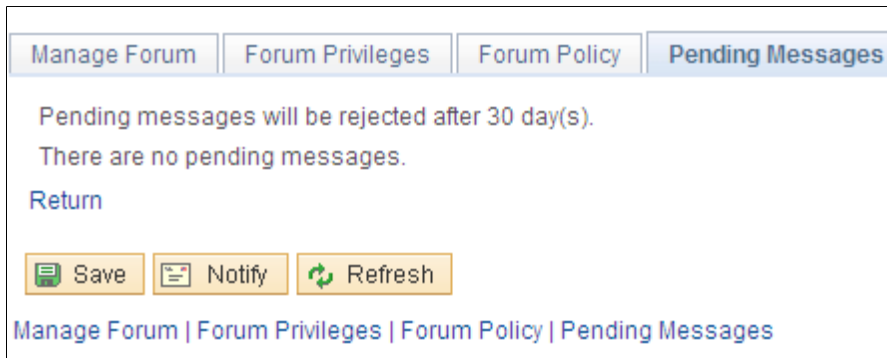 Manage Forum Forum Privileges Forum Policy Pending Messages
Pending messages will be rejected after 30 day(s).
There are no pending messages.
Return
Save Notify Refresh
Manage Forum | Forum Privileges | Forum Policy | Pending Messages